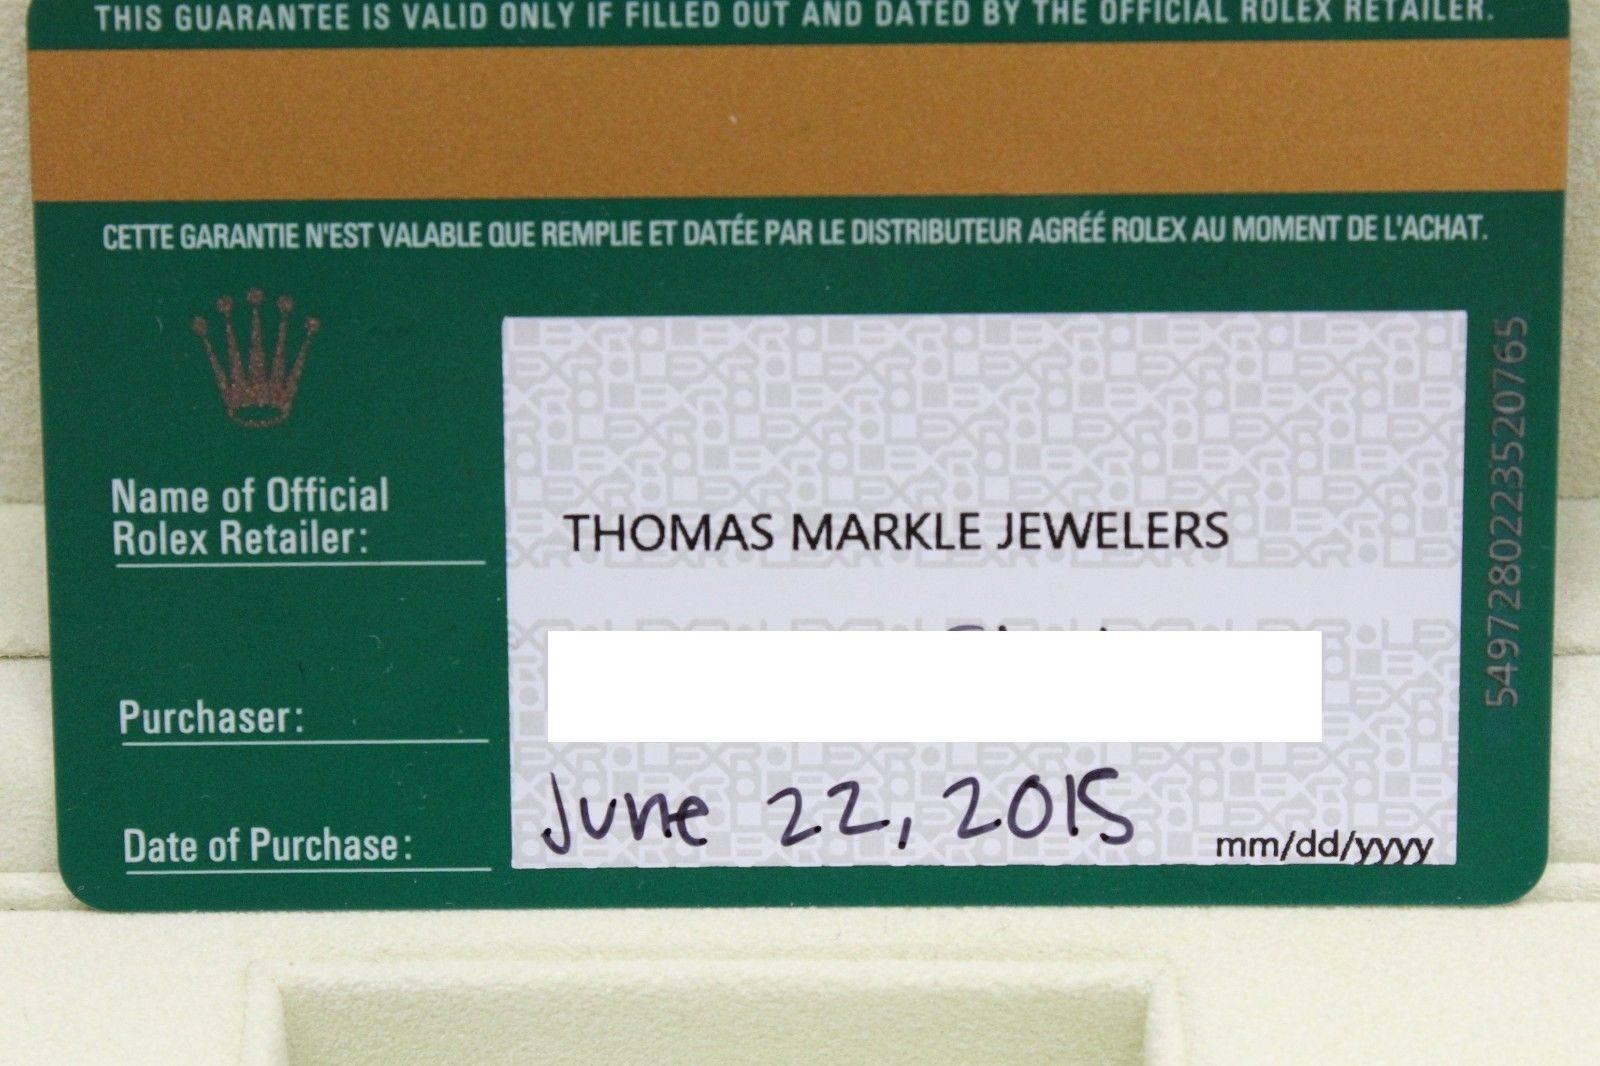 THIS GUARANTEE IS VALID ONLY IF FILLED OUT AND DATED BY THE OFFICIAL ROLEX RETAILER.
CETTE GARANTIE N'EST VALABLE QUE REMPLIE ET DATÉE PAR LE DISTRIBUTEUR AGRÉÉ ROLEX AU MOMENT DE L'ACHAT.
Name of Official
Rolex Retailer:
THOMAS MARKLE JEWELERS
Purchaser:
Date of Purchase:
June 22, 2015
mm/dd/yyyy
5497280223520765